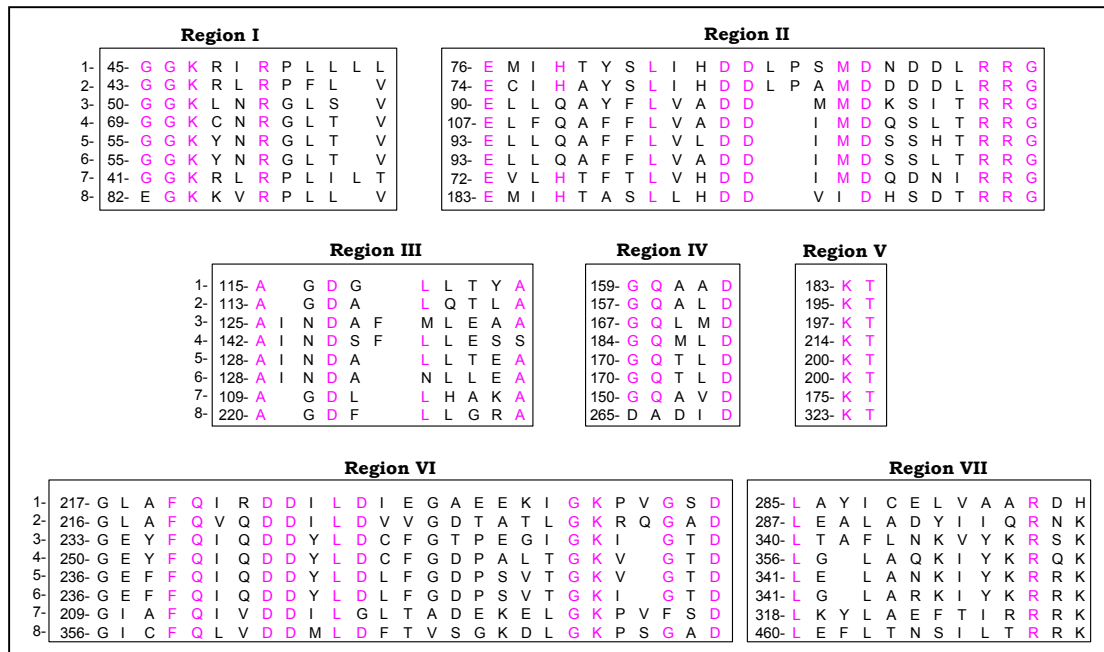 Region I
1- 45- G G K R I R P L L L L
2- 43- G G K R L R P F L V
3- 50- G G K L N R G L S V
4- 69- G G K C N R G L T V
5- 55- G G K Y N R G L T V
6- 55- G G K Y N R G L T V
7- 41- G G K R L R P L I L T
8- 82- E G K K V R P L L V
Region II
76- E M I H T Y S L I H D D L P S M D N D D L R R G
74- E C I H A Y S L I H D D L P A M D D D D L R R G
90- E L L Q A Y F L V A D D M M D K S I T R R G
107- E L F Q A F F L V A D D I M D Q S L T R R G
93- E L L Q A F F L V L D D I M D S S H T R R G
93- E L L Q A F F L V A D D I M D S S L T R R G
72- E V L H T F T L V H D D I M D Q D N I R R G
183- E M I H T A S L L H D D V I D H S D T R R G
Region III
1- 115- A G D G L L T Y A
2- 113- A G D A L Q T L A
3- 125- A I N D A F M L E A A
4- 142- A I N D S F L L E S S
5- 128- A I N D A L L T E A
6- 128- A I N D A N L L E A
7- 109- A G D L L H A K A
8- 220- A G D F L L G R A
Region IV
159- G Q A A D
157- G Q A L D
167- G Q L M D
184- G Q M L D
170- G Q T L D
170- G Q T L D
150- G Q A V D
265- D A D I D
Region V
183- K T
195- K T
197- K T
214- K T
200- K T
200- K T
175- K T
323- K T
Region VI
1- 217- G L A F Q I R D D I L D I E G A E E K I G K P V G S D
2- 216- G L A F Q V Q D D I L D V V G D T A T L G K R Q G A D
3- 233- G E Y F Q I Q D D Y L D C F G T P E G I G K I G T D
4- 250- G E Y F Q I Q D D Y L D C F G D P A L T G K V G T D
5- 236- G E F F Q I Q D D Y L D L F G D P S V T G K V G T D
6- 236- G E F F Q I Q D D Y L D L F G D P S V T G K I G T D
7- 209- G I A F Q I V D D I L G L T A D E K E L G K P V F S D
8- 356- G I C F Q L V D D M L D F T V S G K D L G K P S G A D
Region VII
285- L A Y I C E L V A A R D H
287- L E A L A D Y I I Q R N K
340- L T A F L N K V Y K R S K
356- L G L A Q K I Y K R Q K
341- L E L A N K I Y K R R K
341- L G L A R K I Y K R R K
318- L K Y L A E F T I R R R K
460- L E F L T N S I L T R R K